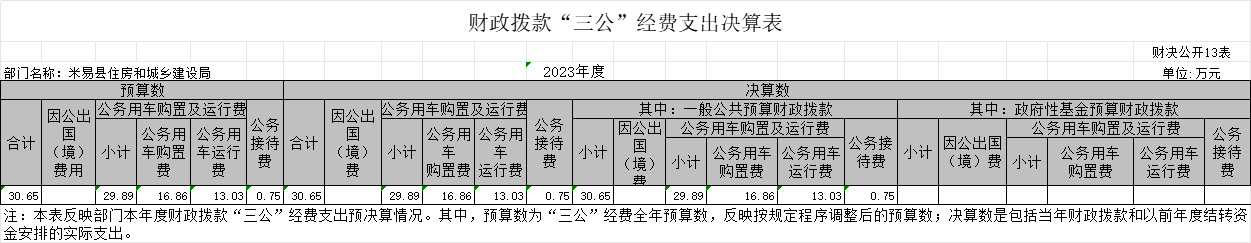 财政拨款“三公”经费支出决算表
财决公开13表
部门名称：米易县住房和城乡建设局 2023年度 单位：万元
预算数 决算数
合计 因公出国（境）费用 公务用车购置及运行费 公务接待费 合计 因公出国（境）费 公务用车购置及运行费 公务接待费 其中：一般公共预算财政拨款 其中：政府性基金预算财政拨款
小计 公务用车购置费 公务用车运行费 小计 公务用车购置费 公务用车运行费 小计 因公出国（境）费 公务用车购置及运行费 公务接待费 小计 因公出国（境）费 公务用车购置及运行费 公务接待费
小计 公务用车购置费 公务用车运行费 小计 公务用车购置费 公务用车运行费
30.65 29.89 16.86 13.03 0.75 30.65 29.89 16.86 13.03 0.75 30.65 29.89 16.86 13.03 0.75
注：本表反映部门本年度财政拨款“三公”经费支出预决算情况。其中，预算数为“三公”经费全年预算数，反映按规定程序调整后的预算数；决算数是包括当年财政拨款和以前年度结转资
金安排的实际支出。